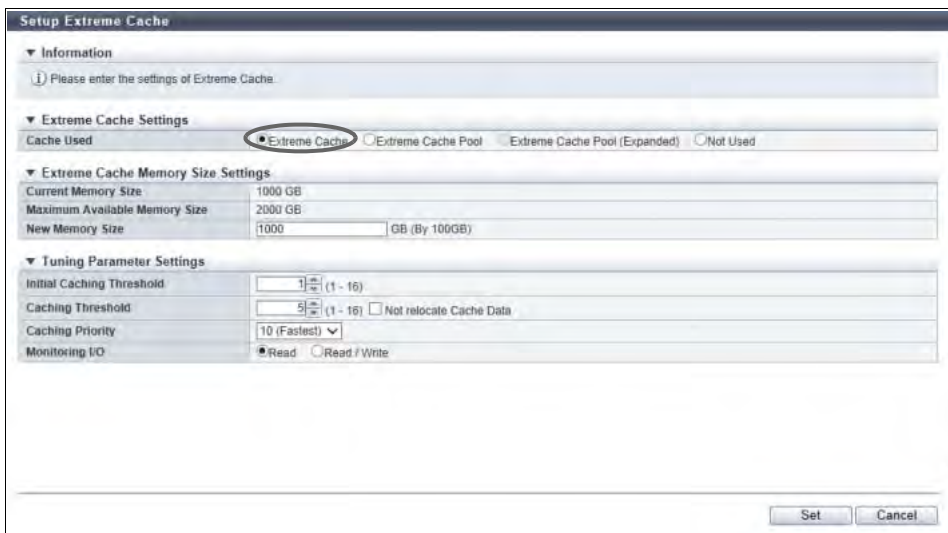 Setup Extreme Cache
▼ Information
Please enter the settings of Extreme Cache.
▼ Extreme Cache Settings
Cache Used Extreme Cache Extreme Cache Pool Extreme Cache Pool (Expanded) Not Used
▼ Extreme Cache Memory Size Settings
Current Memory Size 1000 GB
Maximum Available Memory Size 2000 GB
New Memory Size 1000 GB (By 100GB)
▼ Tuning Parameter Settings
Initial Caching Threshold 1 (1 - 16)
Caching Threshold 5 (1 - 16) Not relocate Cache Data
Caching Priority 10 (Fastest)
Monitoring I/O Read Read / Write
Set Cancel